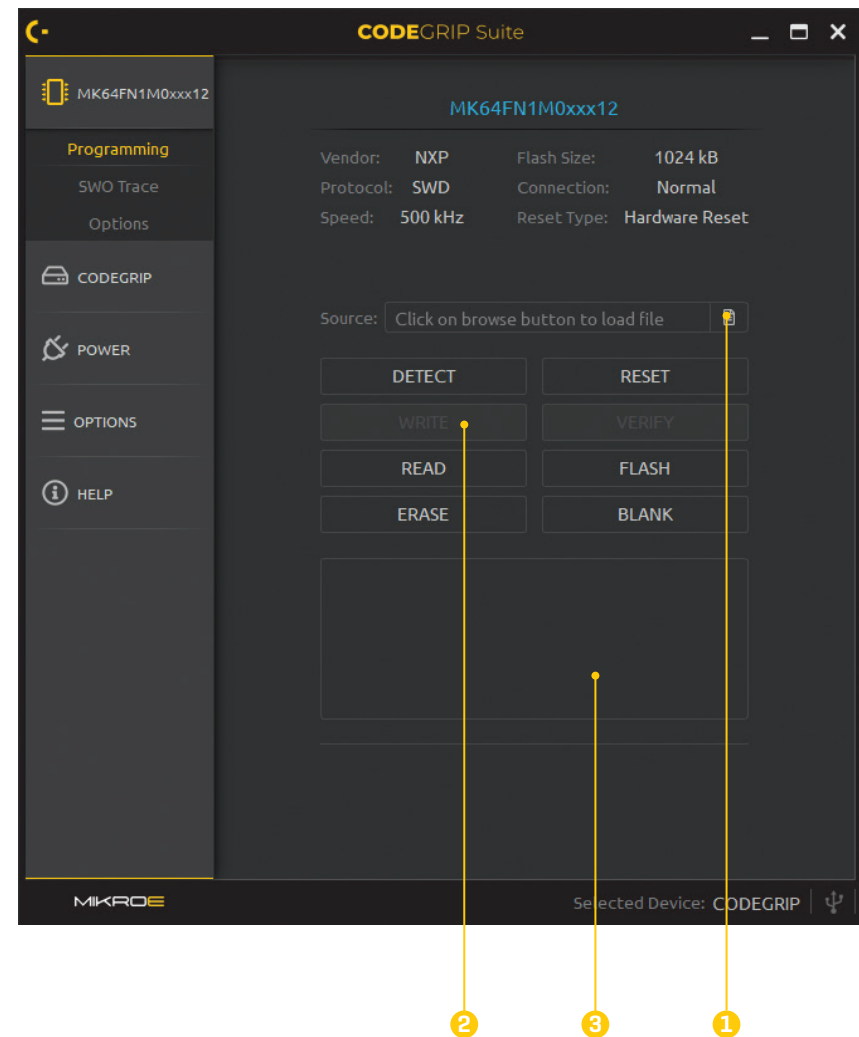 CODEGRIP Suite
MK64FN1M0xxx12
Programming
SWO Trace
Options
CODEGRIP
POWER
OPTIONS
HELP
MK64FN1M0xxx12
Vendor: NXP Flash Size: 1024 kB
Protocol: SWD Connection: Normal
Speed: 500 kHz Reset Type: Hardware Reset
Source: Click on browse button to load file
DETECT RESET
WRITE VERIFY
READ FLASH
ERASE BLANK
MIKROE Selected Device: CODEGRIP
2 3 1